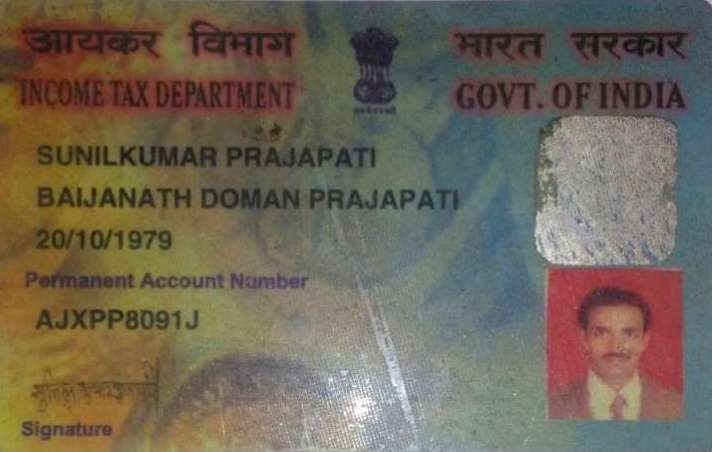 आयकर विभाग
भारत सरकार
INCOME TAX DEPARTMENT
GOVT. OF INDIA
SUNILKUMAR PRAJAPATI
BAIJANATH DOMAN PRAJAPATI
20/10/1979
Permanent Account Number
AJXPP8091J
Signature